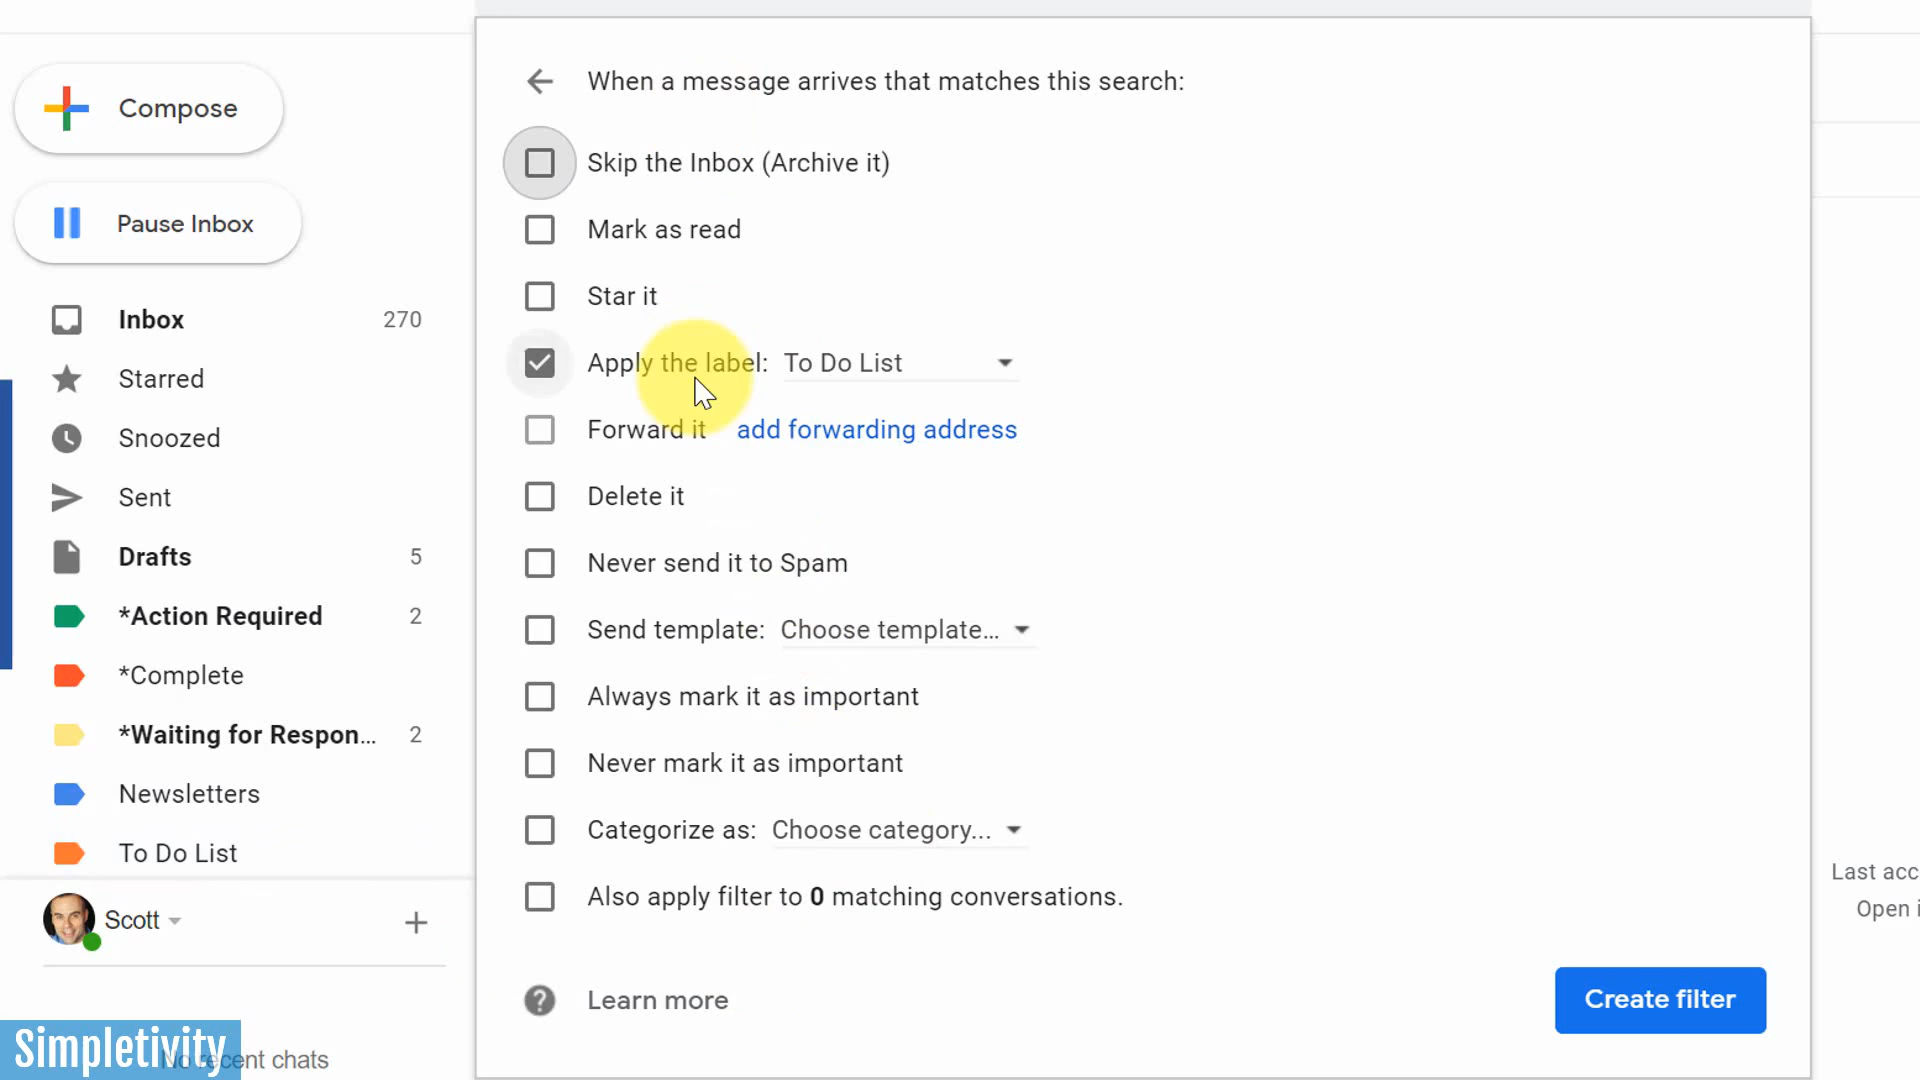 Compose
Pause Inbox
Inbox 270
Starred
Snoozed
Sent
Drafts 5
*Action Required 2
*Complete
*Waiting for Respon... 2
Newsletters
To Do List
Scott
No recent chats
Simpletivity
When a message arrives that matches this search:
Skip the Inbox (Archive it)
Mark as read
Star it
Apply the label: To Do List
Forward it add forwarding address
Delete it
Never send it to Spam
Send template: Choose template...
Always mark it as important
Never mark it as important
Categorize as: Choose category...
Also apply filter to 0 matching conversations.
Learn more
Create filter
Last acc
Open i